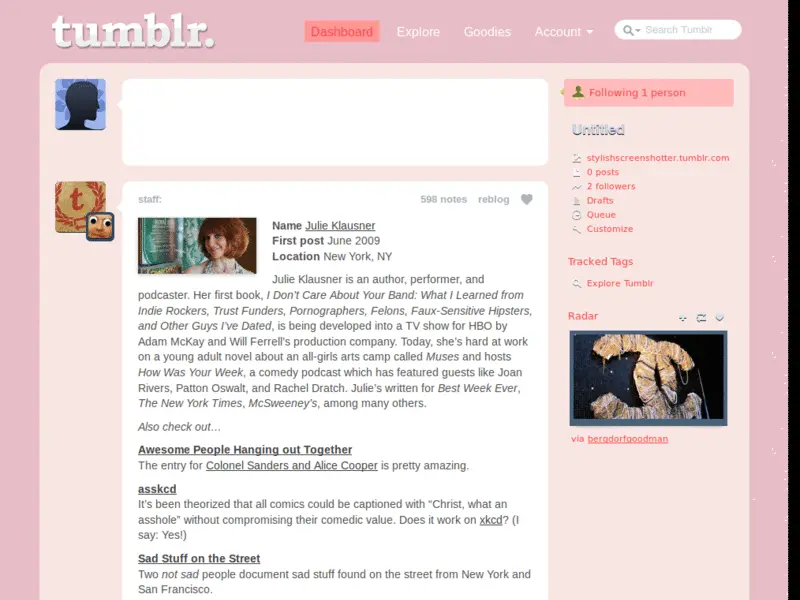 tumblr.
Dashboard Explore Goodies Account Search Tumblr
staff: 598 notes reblog
Name Julie Klausner
First post June 2009
Location New York, NY
Julie Klausner is an author, performer, and
podcaster. Her first book, I Don’t Care About Your Band: What I Learned from
Indie Rockers, Trust Funders, Pornographers, Felons, Faux-Sensitive Hipsters,
and Other Guys I’ve Dated, is being developed into a TV show for HBO by
Adam McKay and Will Ferrell’s production company. Today, she’s hard at work
on a young adult novel about an all-girls arts camp called Muses and hosts
How Was Your Week, a comedy podcast which has featured guests like Joan
Rivers, Patton Oswalt, and Rachel Dratch. Julie’s written for Best Week Ever,
The New York Times, McSweeney’s, among many others.
Also check out…
Awesome People Hanging out Together
The entry for Colonel Sanders and Alice Cooper is pretty amazing.
asskcd
It’s been theorized that all comics could be captioned with “Christ, what an
asshole” without compromising their comedic value. Does it work on xkcd? (I
say: Yes!)
Sad Stuff on the Street
Two not sad people document sad stuff found on the street from New York and
San Francisco.
Following 1 person
Untitled
stylishscreenshotter.tumblr.com
0 posts
2 followers
Drafts
Queue
Customize
Tracked Tags
Explore Tumblr
Radar
via bergdorfgoodman